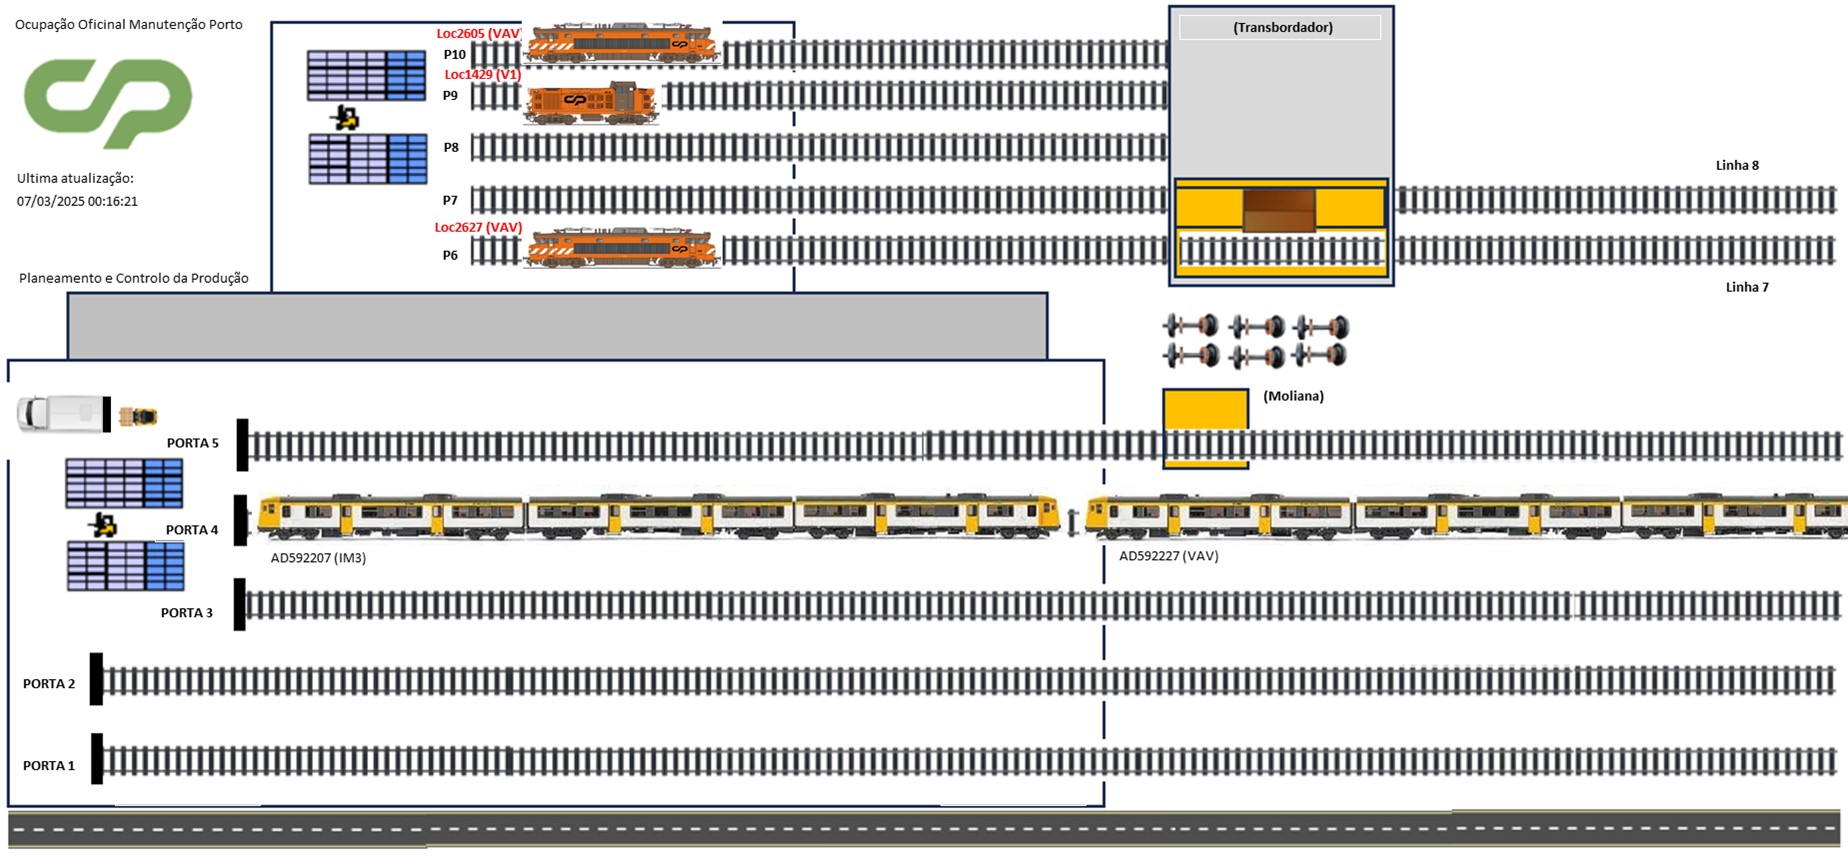 Ocupação Oficinal Manutenção Porto
CP
Ultima atualização:
07/03/2025 00:16:21
Planeamento e Controlo da Produção
Loc2605 (VAV)
P10
Loc1429 (V1)
P9
P8
P7
Loc2627 (VAV)
P6
(Transbordador)
Linha 8
Linha 7
(Moliana)
PORTA 5
PORTA 4
AD592207 (IM3)
AD592227 (VAV)
PORTA 3
PORTA 2
PORTA 1